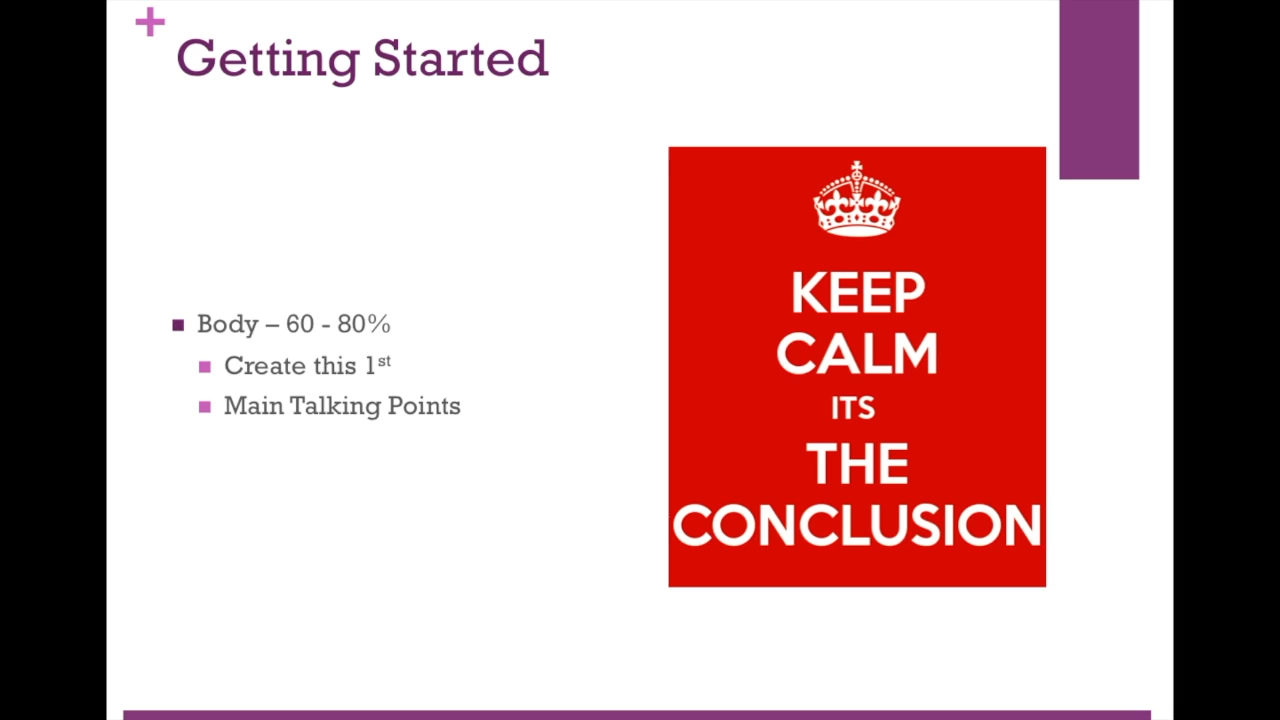 +
Getting Started
■ Body – 60 - 80%
■ Create this 1st
■ Main Talking Points
KEEP
CALM
ITS
THE
CONCLUSION